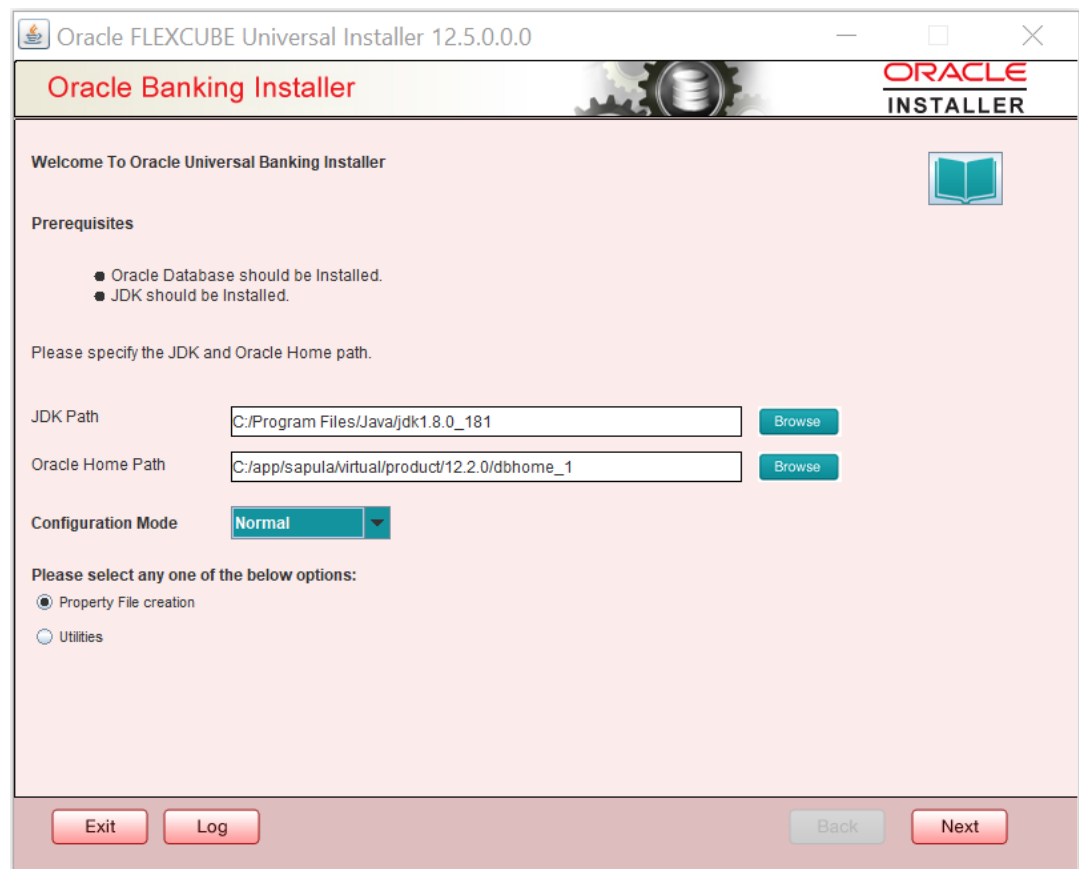 Oracle FLEXCUBE Universal Installer 12.5.0.0.0
Oracle Banking Installer
ORACLE
INSTALLER
Welcome To Oracle Universal Banking Installer
Prerequisites
Oracle Database should be Installed.
JDK should be Installed.
Please specify the JDK and Oracle Home path.
JDK Path
C:/Program Files/Java/jdk1.8.0_181
Browse
Oracle Home Path
C:/app/sapula/virtual/product/12.2.0/dbhome_1
Browse
Configuration Mode
Normal
Please select any one of the below options:
Property File creation
Utilities
Exit
Log
Back
Next